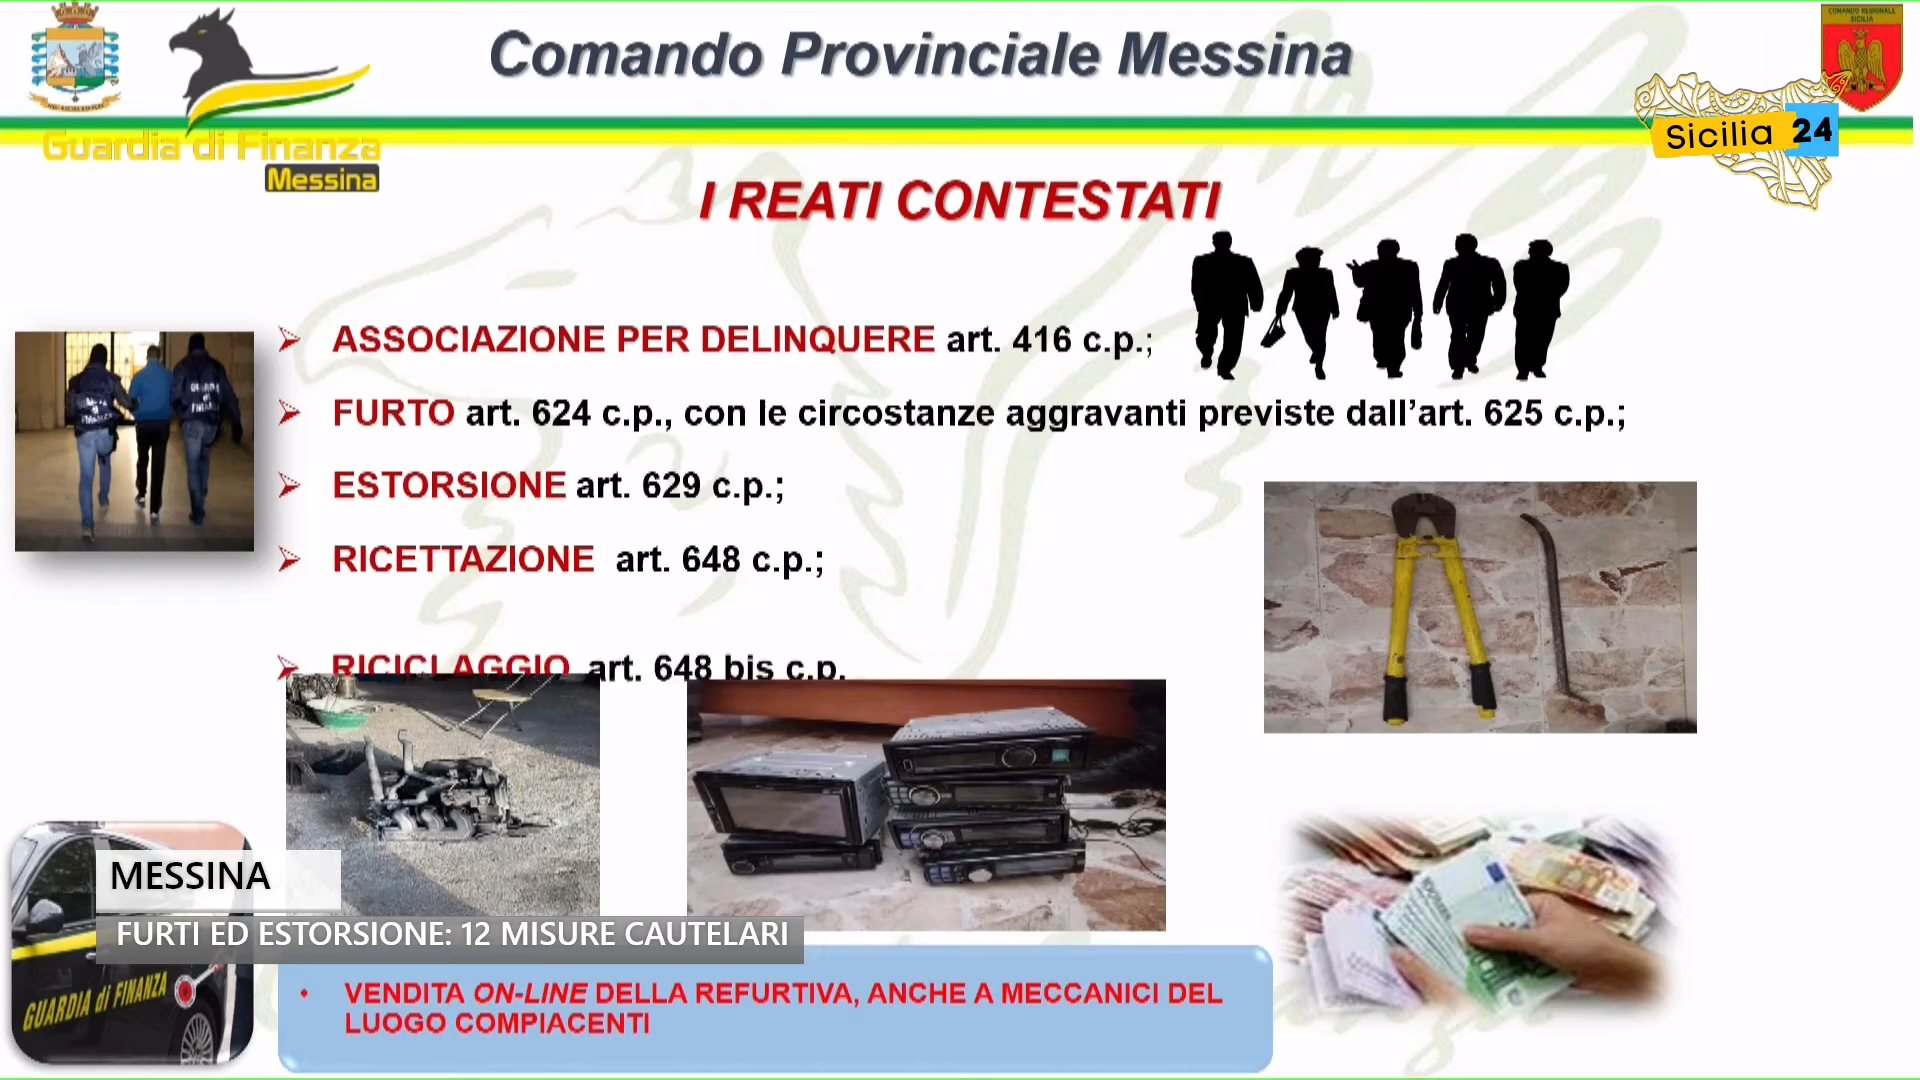 Comando Provinciale Messina
COMANDO REGIONALE
SICILIA
Sicilia 24
Guardia di Finanza
Messina
I REATI CONTESTATI
ASSOCIAZIONE PER DELINQUERE art. 416 c.p.;
FURTO art. 624 c.p., con le circostanze aggravanti previste dall’art. 625 c.p.;
ESTORSIONE art. 629 c.p.;
RICETTAZIONE art. 648 c.p.;
RICICLAGGIO art. 648 bis c.p.
MESSINA
FURTI ED ESTORSIONE: 12 MISURE CAUTELARI
GUARDIA di FINANZA
• VENDITA ON-LINE DELLA REFURTIVA, ANCHE A MECCANICI DEL
LUOGO COMPIACENTI